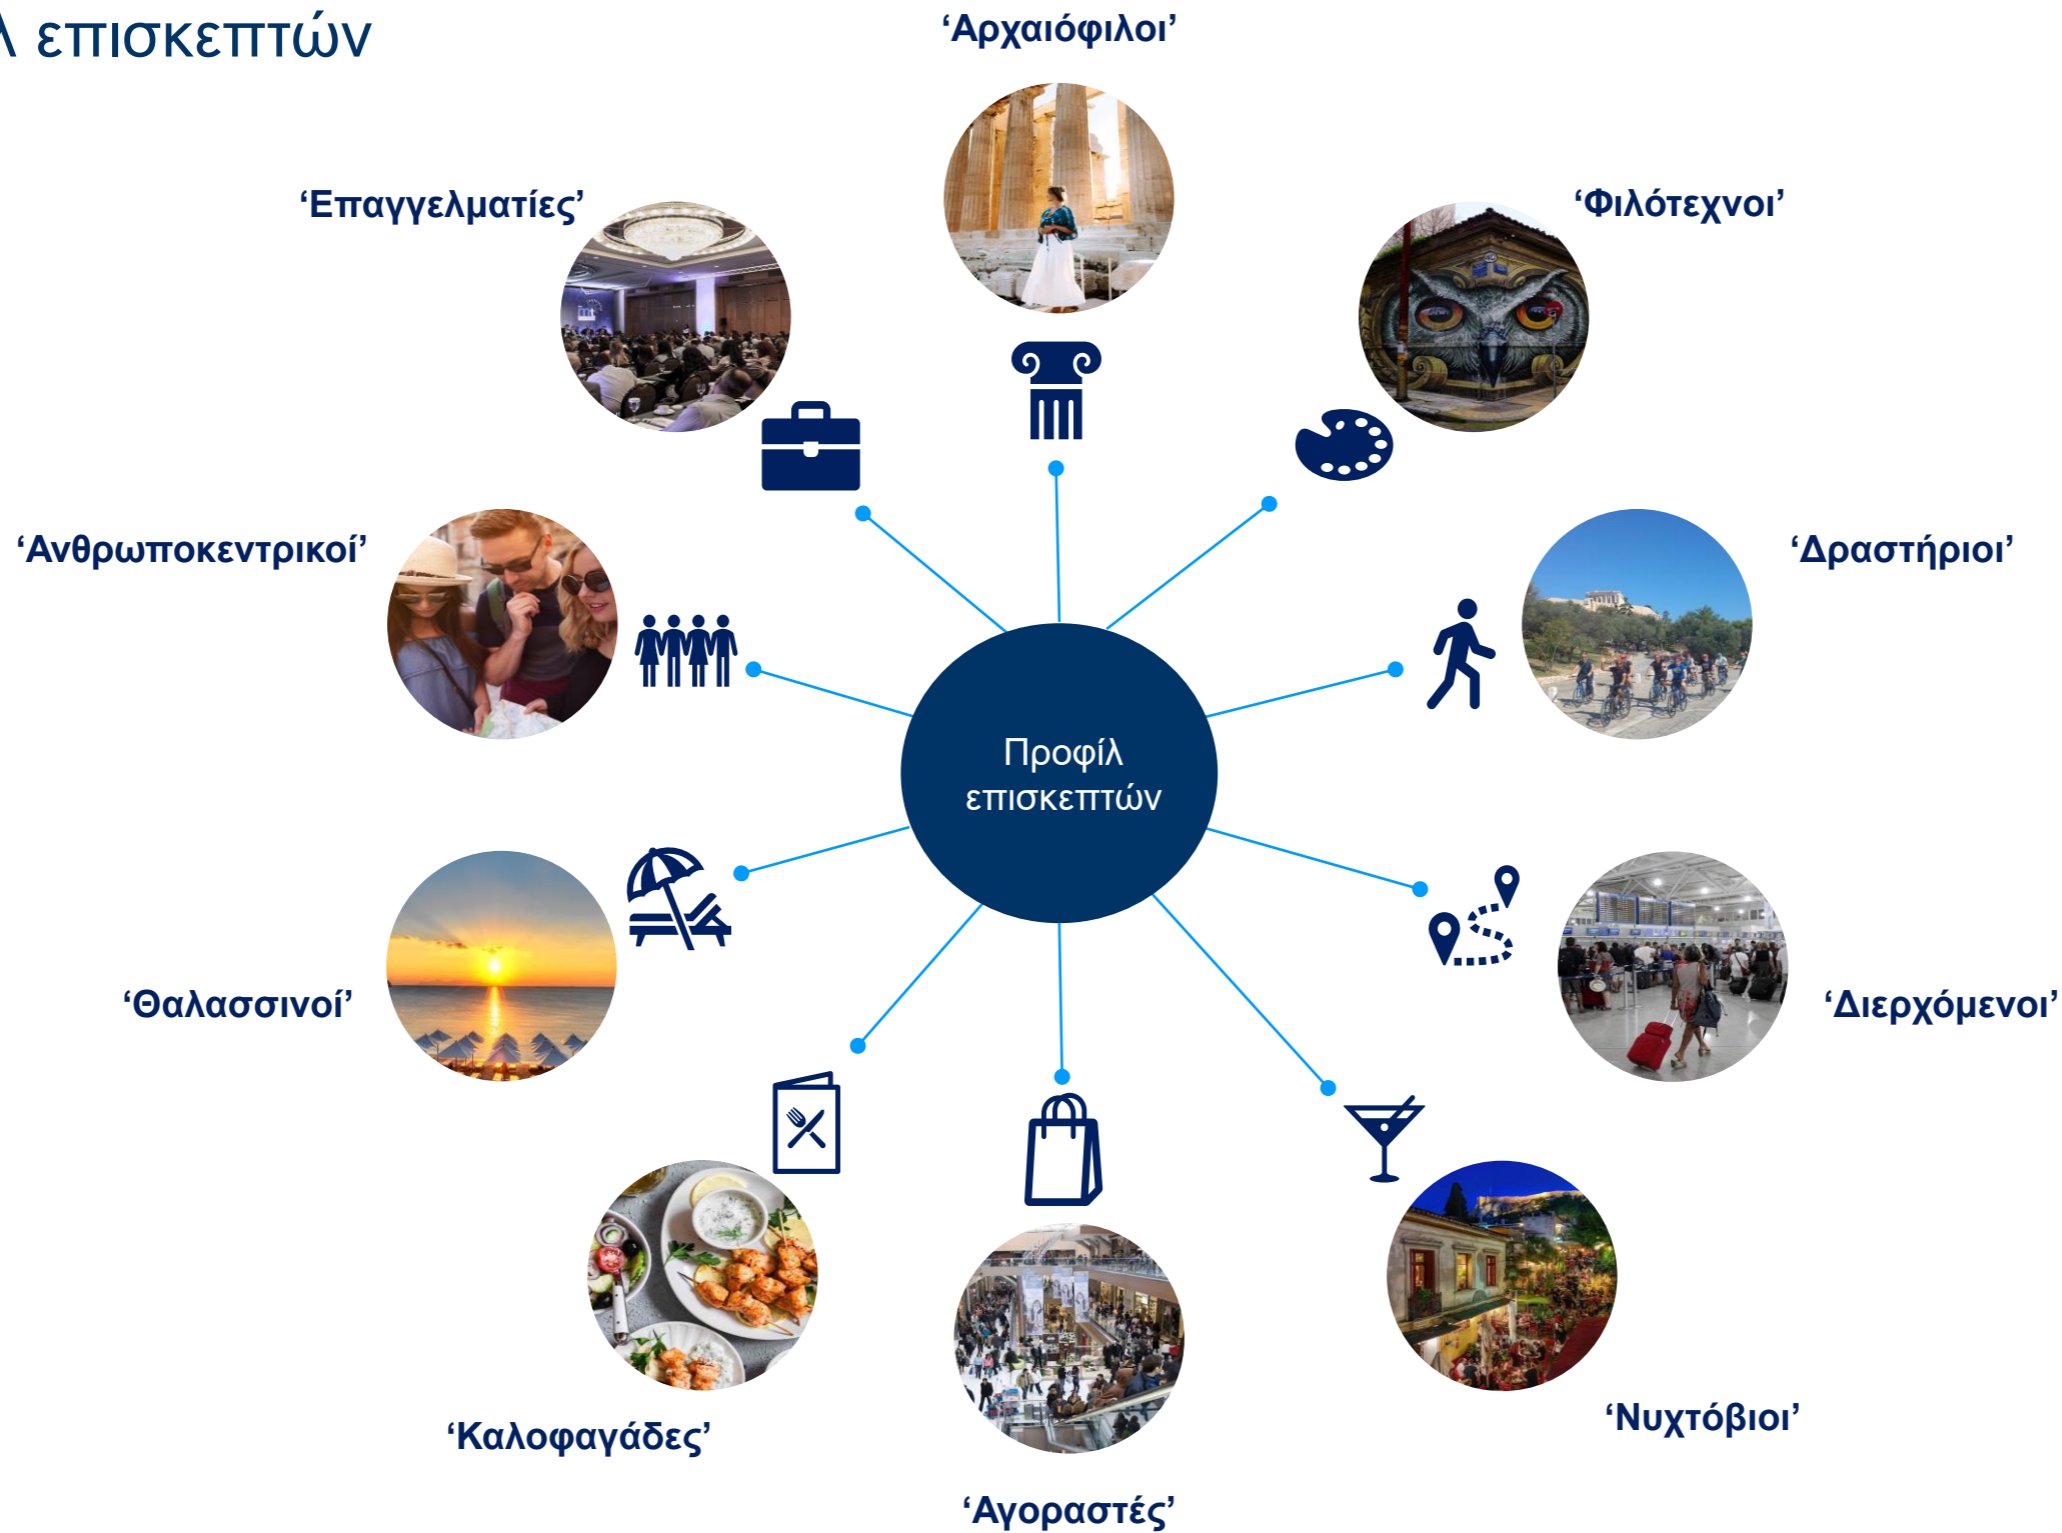 επισκεπτών
‘Αρχαιόφιλοι’
‘Επαγγελματίες’
‘Φιλότεχνοι’
‘Ανθρωποκεντρικοί’
‘Δραστήριοι’
Προφίλ
επισκεπτών
‘Θαλασσινοί’
‘Διερχόμενοι’
‘Καλοφαγάδες’
‘Νυχτόβιοι’
‘Αγοραστές’